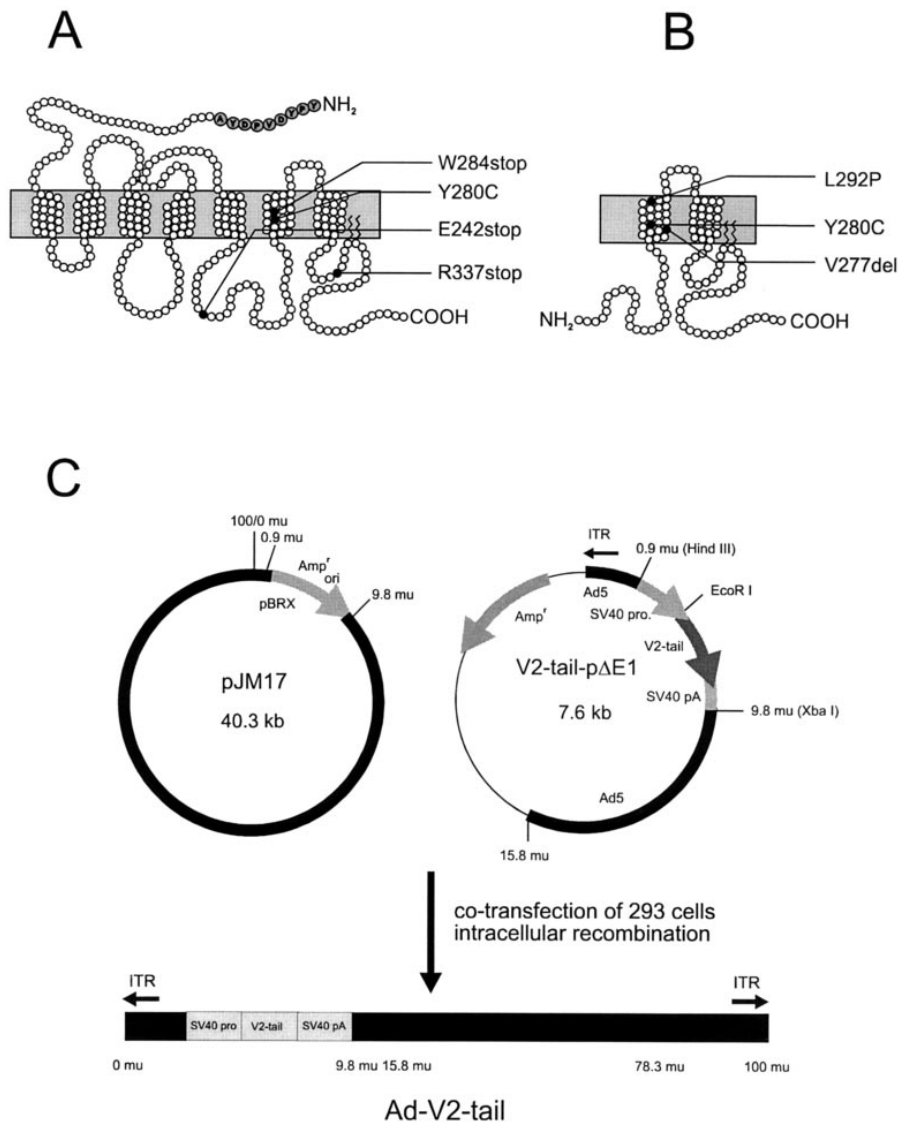 A
B
A Y D P V D Y P Y NH2
W284stop
Y280C
E242stop
R337stop
COOH
L292P
Y280C
V277del
NH2
COOH
C
100/0 mu
0.9 mu
Ampr
ori
pBRX
9.8 mu
pJM17
40.3 kb
ITR
0.9 mu (Hind III)
Ad5
SV40 pro.
EcoR I
Ampr
V2-tail
V2-tail-pΔE1
7.6 kb
SV40 pA
9.8 mu (Xba I)
Ad5
15.8 mu
co-transfection of 293 cells
intracellular recombination
ITR
ITR
SV40 pro
V2-tail
SV40 pA
0 mu
9.8 mu 15.8 mu
78.3 mu
100 mu
Ad-V2-tail